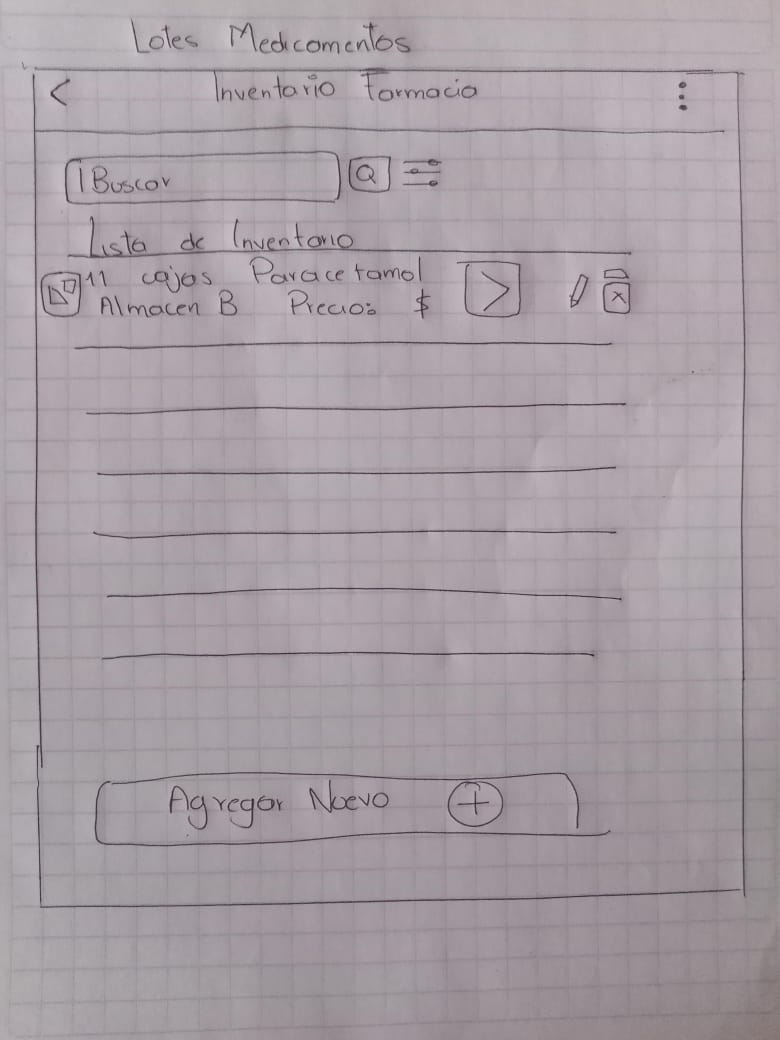 Lotes Medicamentos
Inventario Farmacia
Buscar
Lista de Inventario
11 cajas Paracetamol
Almacen B Precio: $
Agregar Nuevo